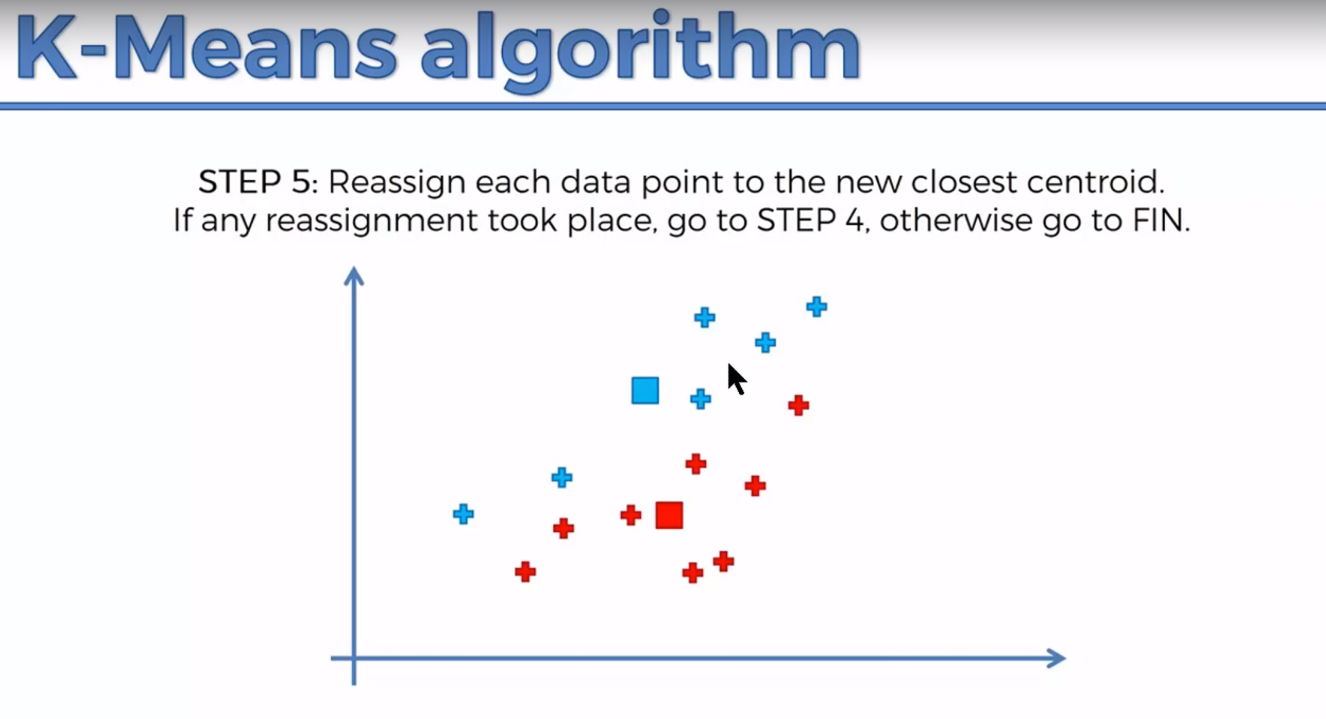 K-Means algorithm
STEP 5: Reassign each data point to the new closest centroid.
If any reassignment took place, go to STEP 4, otherwise go to FIN.